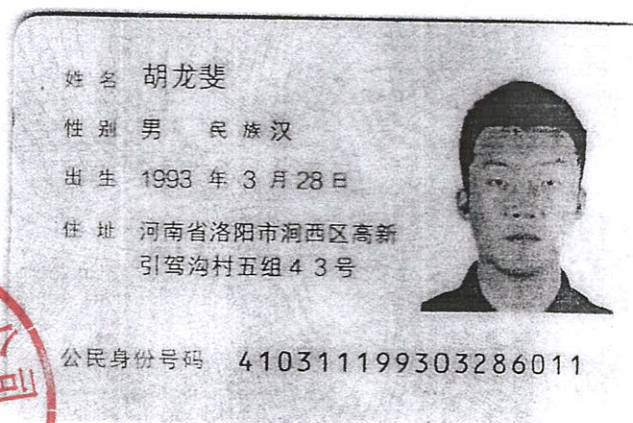 姓名 胡龙斐
性别 男 民族 汉
出生 1993 年 3 月 28 日
住址 河南省洛阳市涧西区高新
引驾沟村五组43号
公民身份号码 410311199303286011